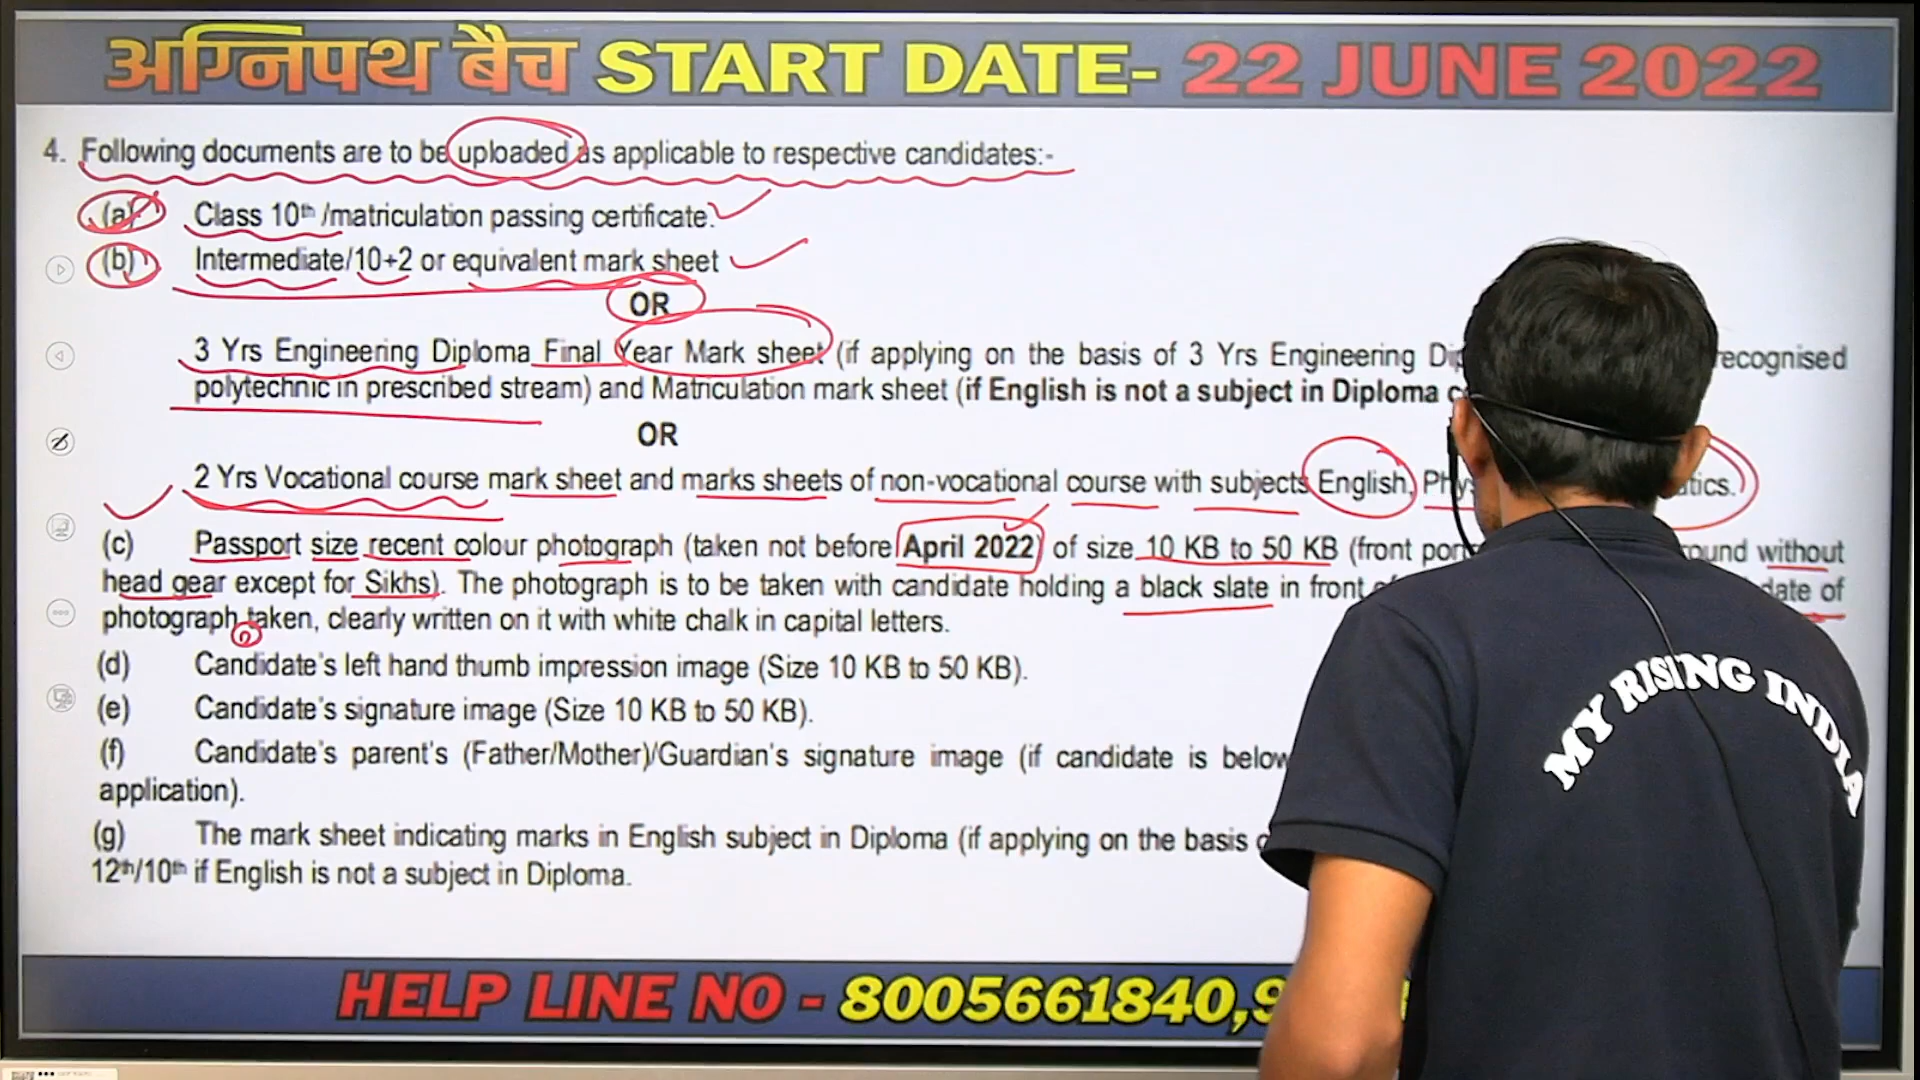 अग्निपथ बैच START DATE- 22 JUNE 2022
4. Following documents are to be uploaded as applicable to respective candidates:-
(a) Class 10th /matriculation passing certificate.
(b) Intermediate/10+2 or equivalent mark sheet
OR
3 Yrs Engineering Diploma Final Year Mark sheet (if applying on the basis of 3 Yrs Engineering recognised
polytechnic in prescribed stream) and Matriculation mark sheet (if English is not a subject in Diploma
OR
2 Yrs Vocational course mark sheet and marks sheets of non-vocational course with subjects English,
(c) Passport size recent colour photograph (taken not before April 2022) of size 10 KB to 50 KB (front without
head gear except for Sikhs). The photograph is to be taken with candidate holding a black slate in front date of
photograph taken, clearly written on it with white chalk in capital letters.
(d) Candidate's left hand thumb impression image (Size 10 KB to 50 KB).
(e) Candidate's signature image (Size 10 KB to 50 KB).
(f) Candidate's parent's (Father/Mother)/Guardian's signature image (if candidate is below
application).
(g) The mark sheet indicating marks in English subject in Diploma (if applying on the basis
12th/10th if English is not a subject in Diploma.
MY RISING INDIA
HELP LINE NO - 8005661840,